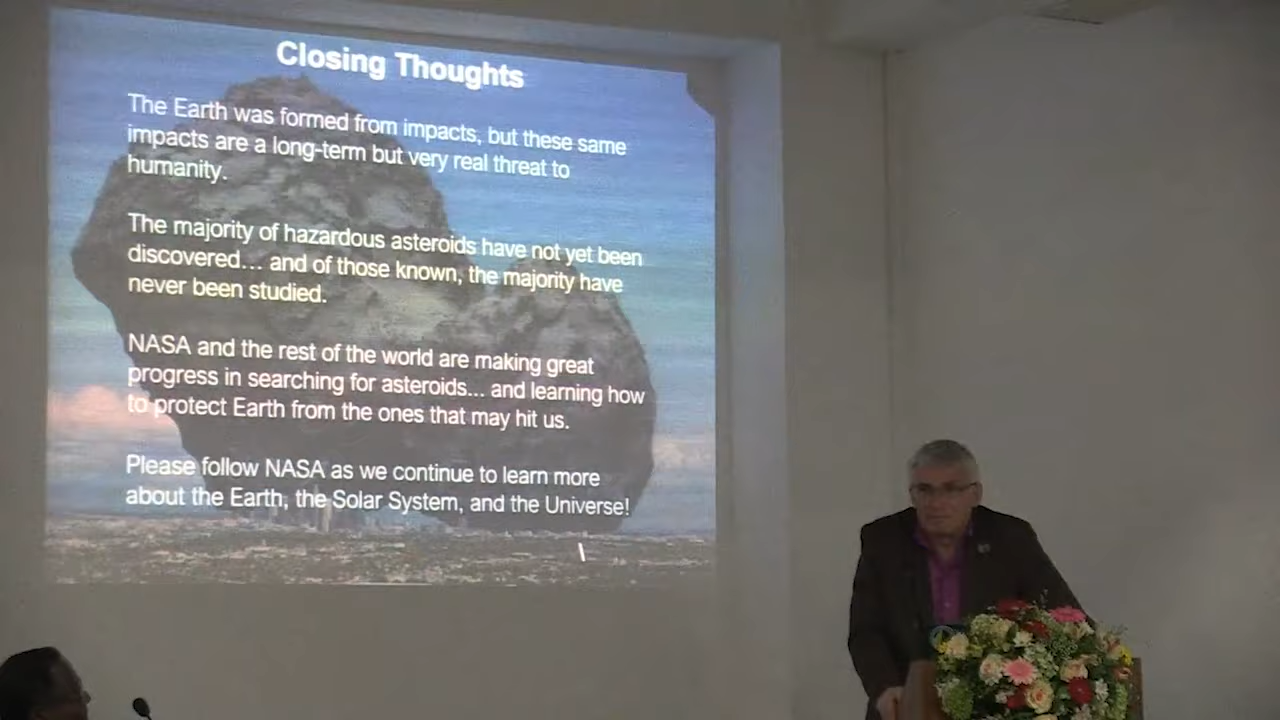 Closing Thoughts
The Earth was formed from impacts, but these same
impacts are a long-term but very real threat to
humanity.
The majority of hazardous asteroids have not yet been
discovered... and of those known, the majority have
never been studied.
NASA and the rest of the world are making great
progress in searching for asteroids... and learning how
to protect Earth from the ones that may hit us.
Please follow NASA as we continue to learn more
about the Earth, the Solar System, and the Universe!